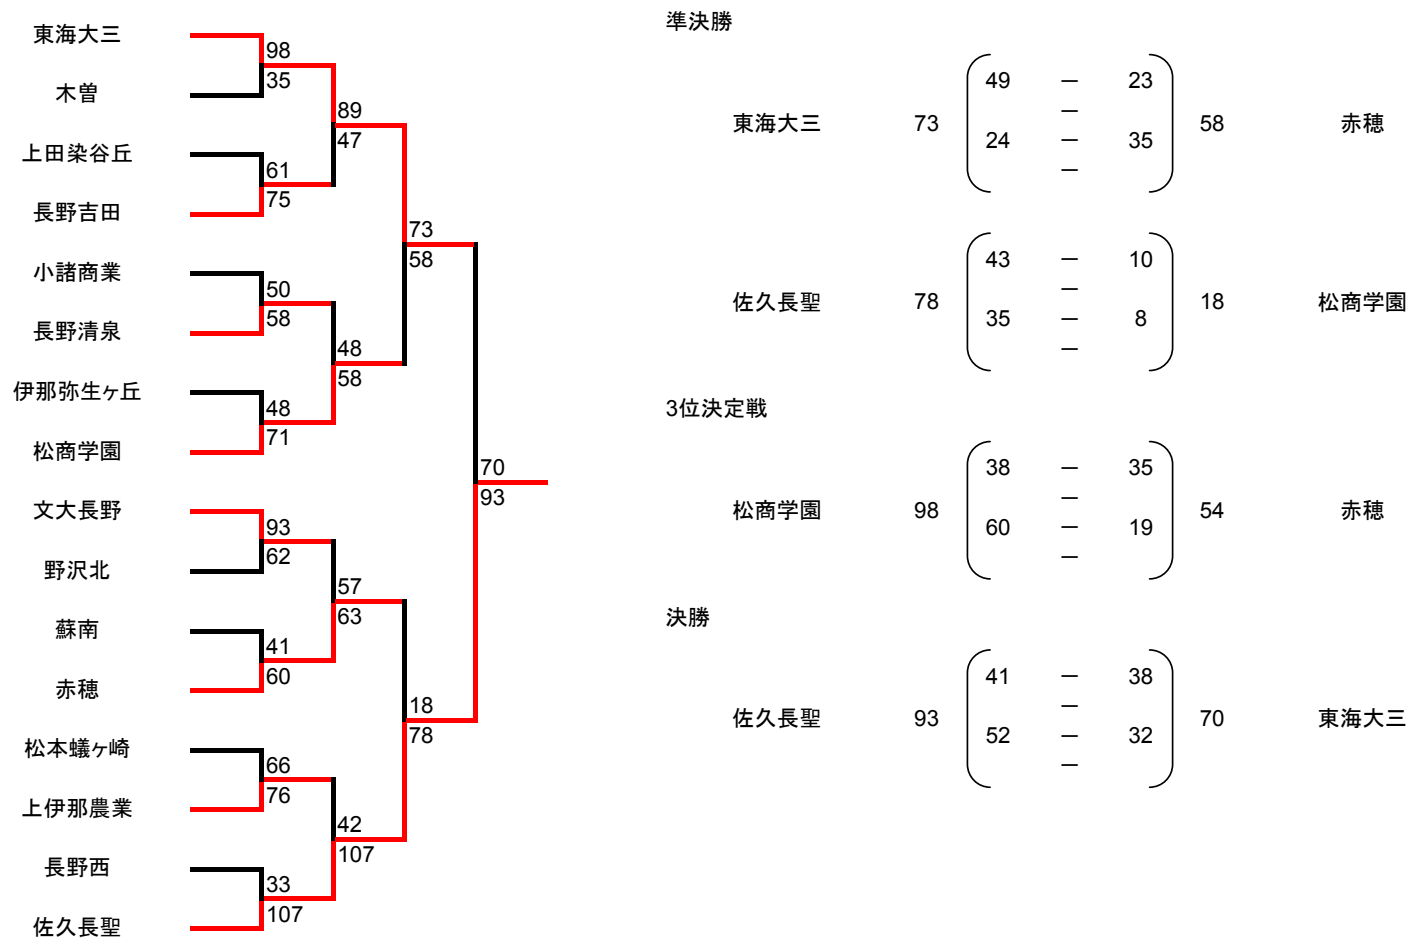 東海大三
98
35
木曽
89
47
上田染谷丘
61
75
長野吉田
73
58
小諸商業
50
58
長野清泉
48
58
伊那弥生ヶ丘
48
71
松商学園
70
93
文大長野
93
62
野沢北
57
63
蘇南
41
60
赤穂
18
78
松本蟻ヶ崎
66
76
上伊那農業
42
107
長野西
33
107
佐久長聖
準決勝
49 — 23
—
東海大三 73 58 赤穂
24 — 35
—
43 — 10
—
佐久長聖 78 18 松商学園
35 — 8
—
3位決定戦
38 — 35
—
松商学園 98 54 赤穂
60 — 19
—
決勝
41 — 38
—
佐久長聖 93 70 東海大三
52 — 32
—